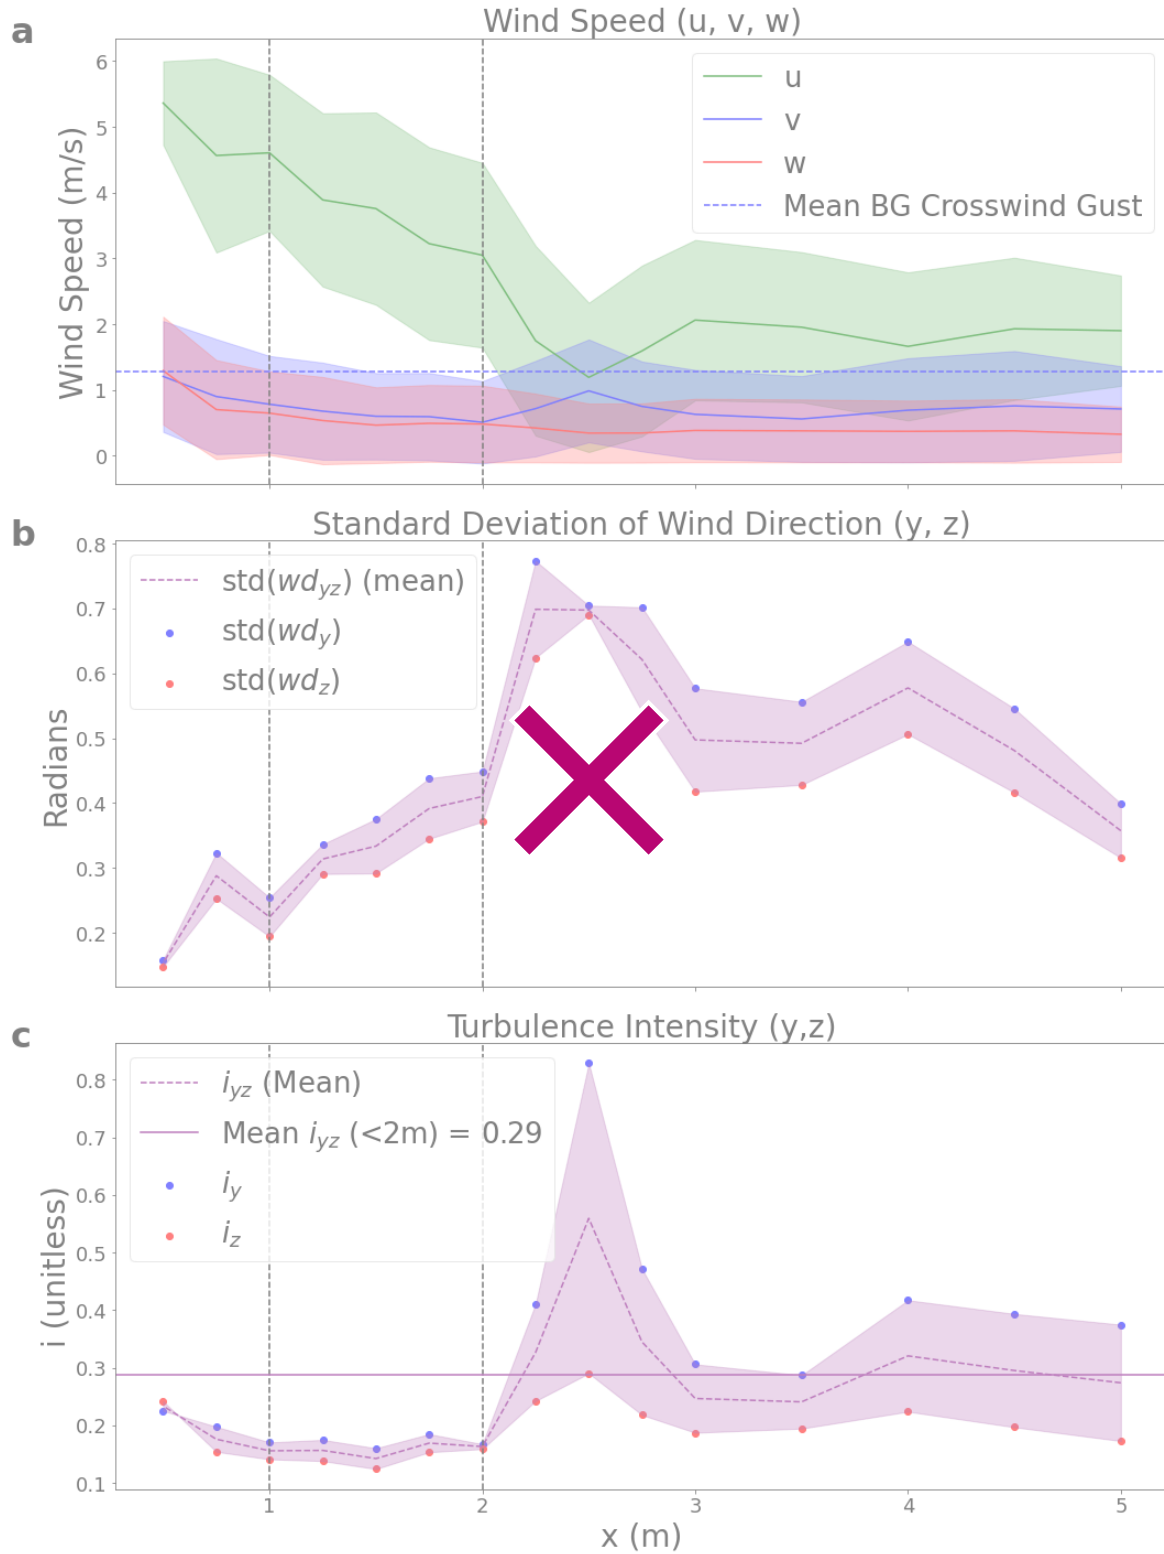 a
Wind Speed (u, v, w)
Wind Speed (m/s)
6
5
4
3
2
1
0
u
v
w
Mean BG Crosswind Gust
b
Standard Deviation of Wind Direction (y, z)
Radians
0.8
0.7
0.6
0.5
0.4
0.3
0.2
std(wd_yz) (mean)
std(wd_y)
std(wd_z)
c
Turbulence Intensity (y,z)
i (unitless)
0.8
0.7
0.6
0.5
0.4
0.3
0.2
0.1
i_yz (Mean)
Mean i_yz (<2m) = 0.29
i_y
i_z
1 2 3 4 5
x (m)